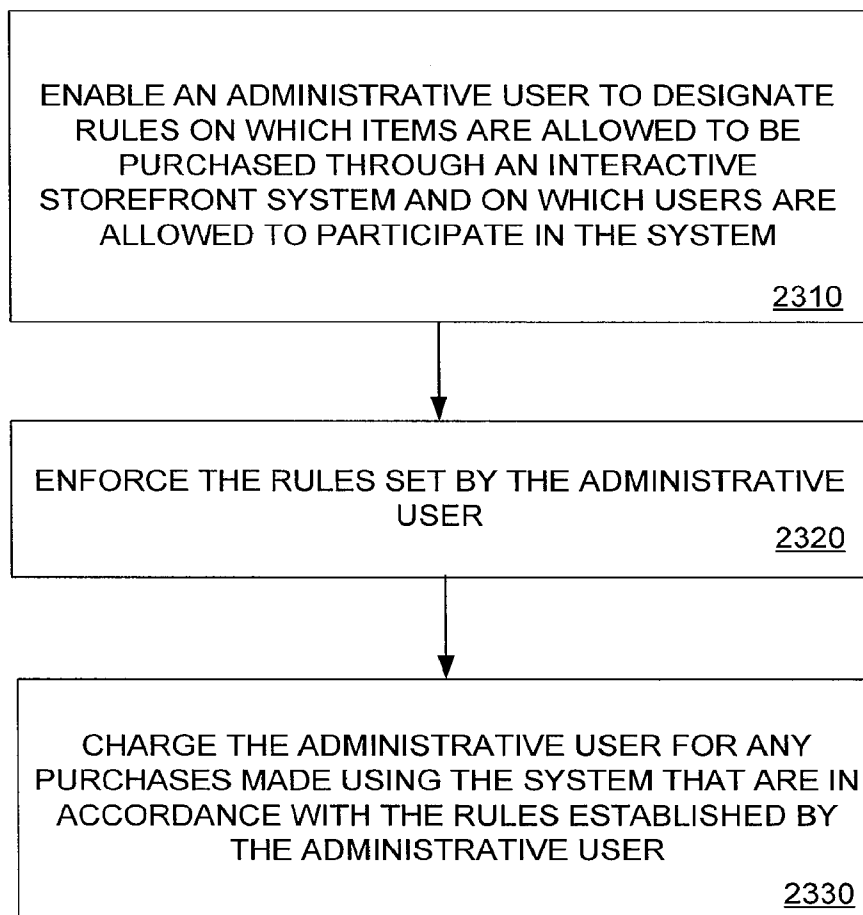 ENABLE AN ADMINISTRATIVE USER TO DESIGNATE
RULES ON WHICH ITEMS ARE ALLOWED TO BE
PURCHASED THROUGH AN INTERACTIVE
STOREFRONT SYSTEM AND ON WHICH USERS ARE
ALLOWED TO PARTICIPATE IN THE SYSTEM
2310
ENFORCE THE RULES SET BY THE ADMINISTRATIVE
USER
2320
CHARGE THE ADMINISTRATIVE USER FOR ANY
PURCHASES MADE USING THE SYSTEM THAT ARE IN
ACCORDANCE WITH THE RULES ESTABLISHED BY
THE ADMINISTRATIVE USER
2330